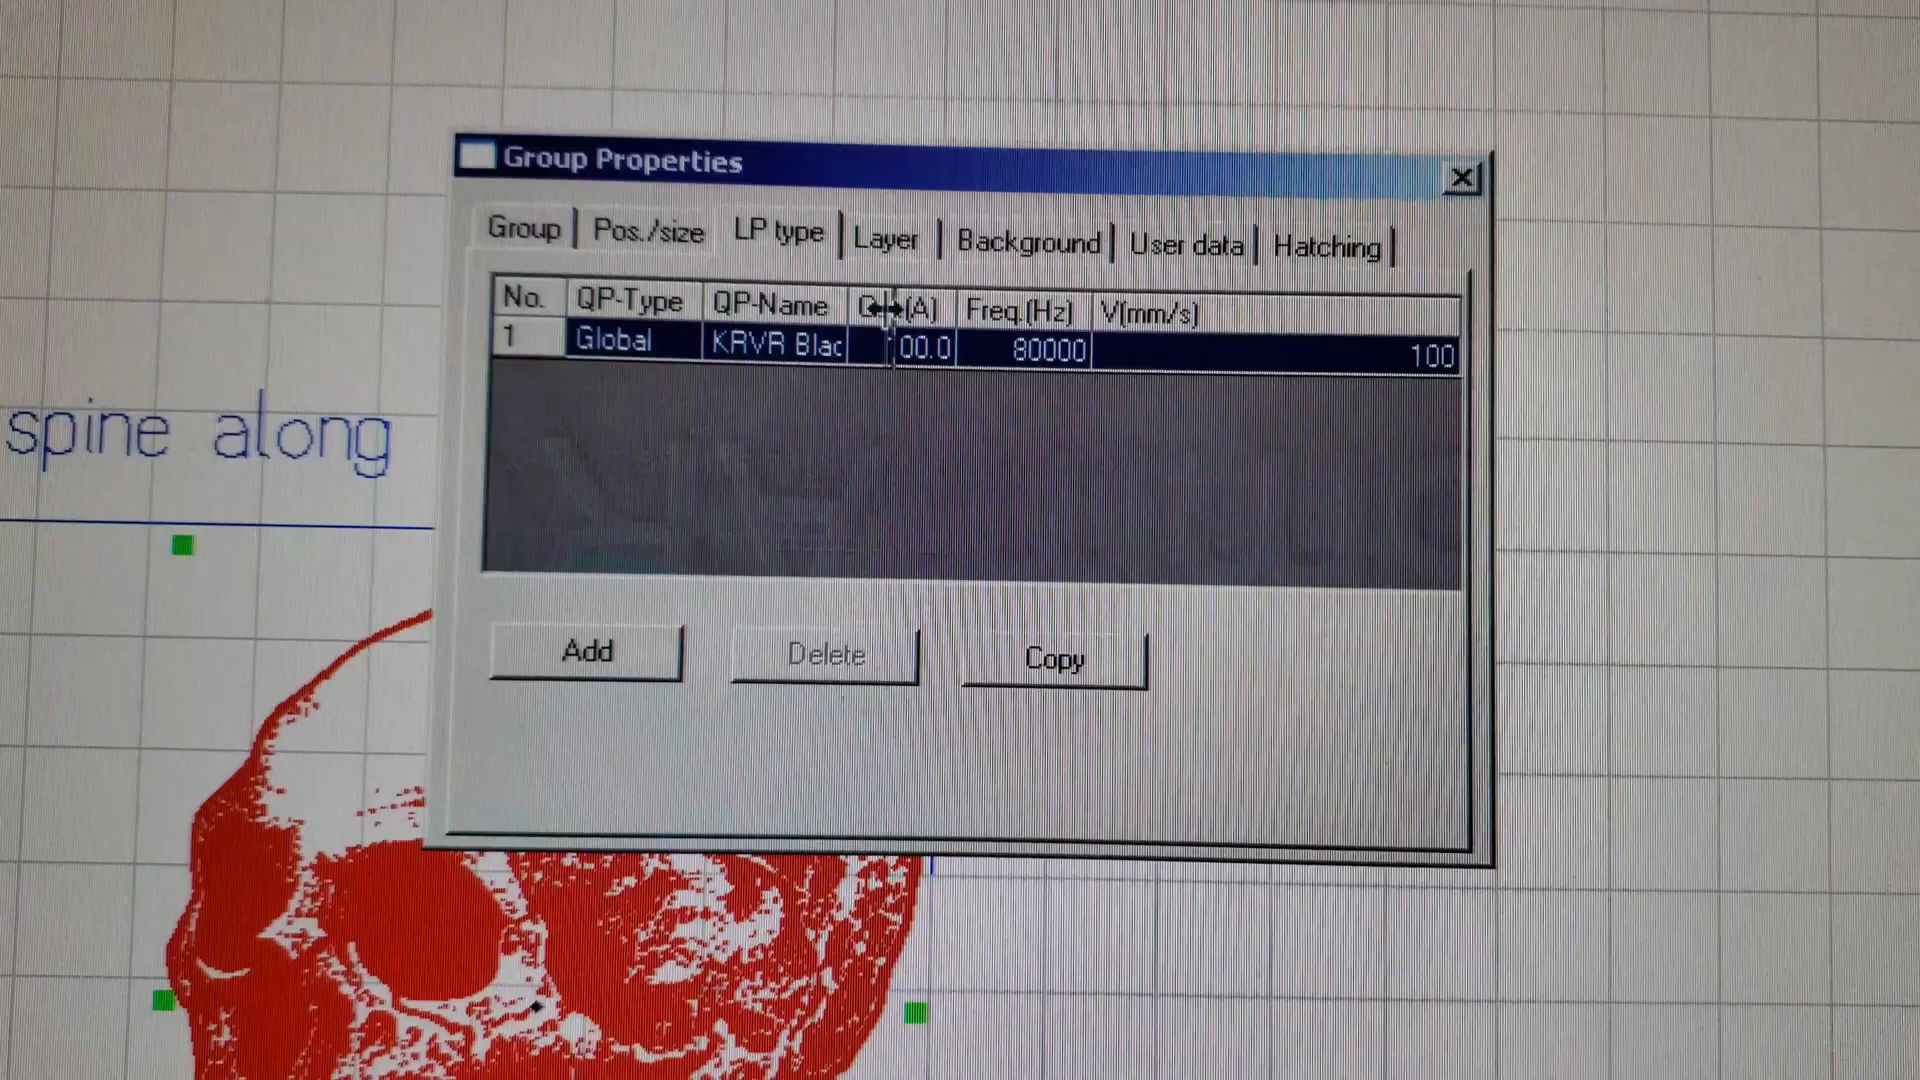 Group Properties
Group Pos./size LP type Layer Background User data Hatching
No. QP-Type QP-Name (A) Freq.(Hz) V(mm/s)
1 Global KRVR Blac 00.0 80000 100
spine along
Add Delete Copy